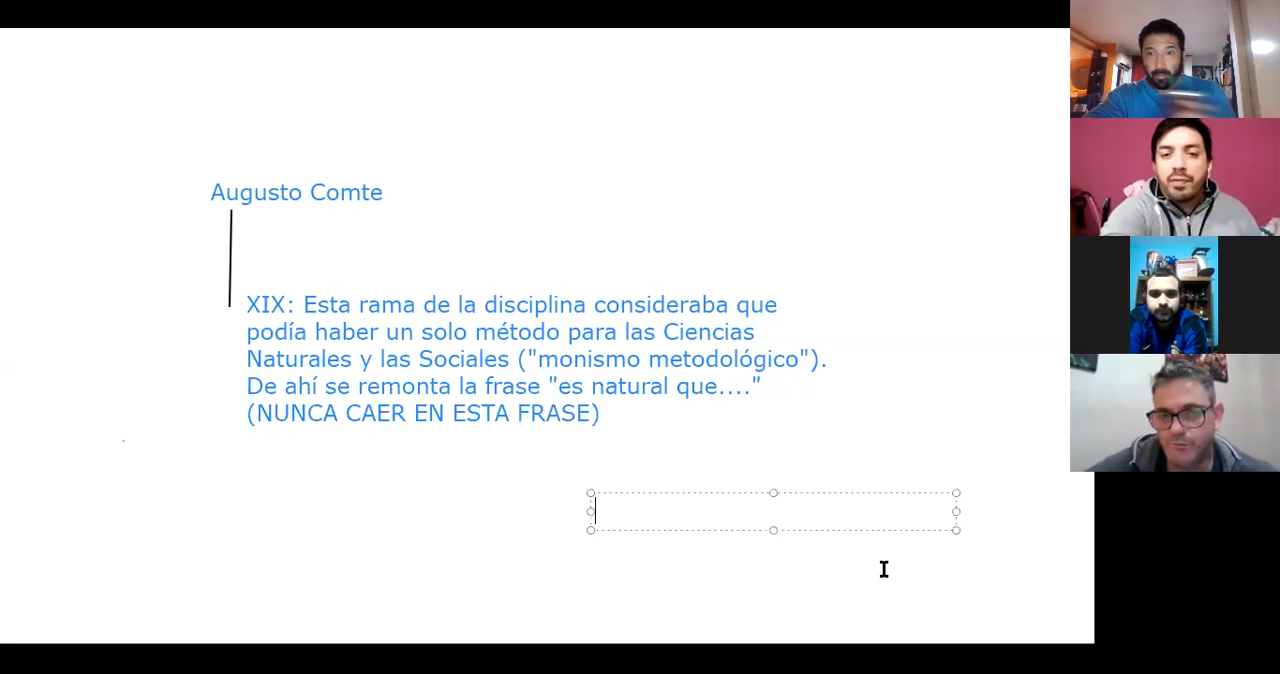 Augusto Comte
XIX: Esta rama de la disciplina consideraba que
podía haber un solo método para las Ciencias
Naturales y las Sociales ("monismo metodológico").
De ahí se remonta la frase "es natural que...."
(NUNCA CAER EN ESTA FRASE)